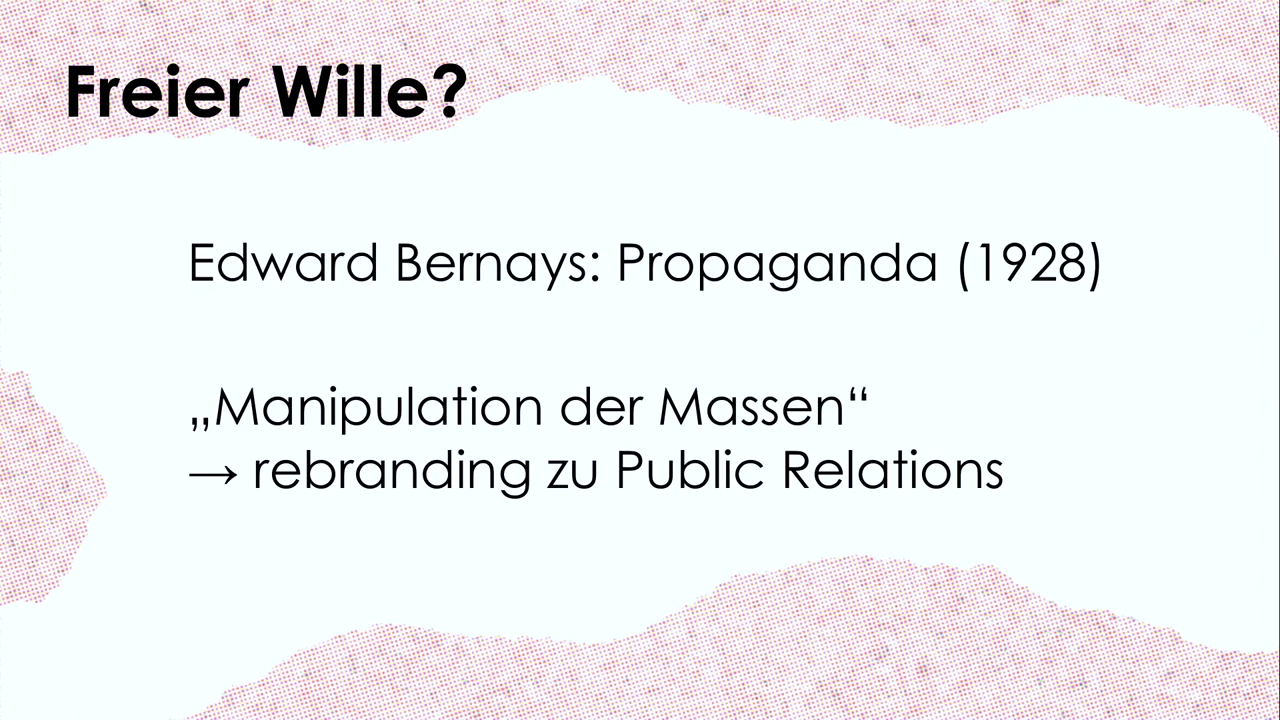 Freier Wille?
Edward Bernays: Propaganda (1928)
„Manipulation der Massen“
→ rebranding zu Public Relations